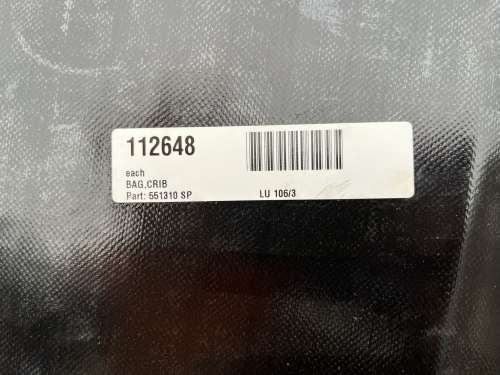 112648
each
BAG,CRIB
Part: 551310 SP
LU 106/3